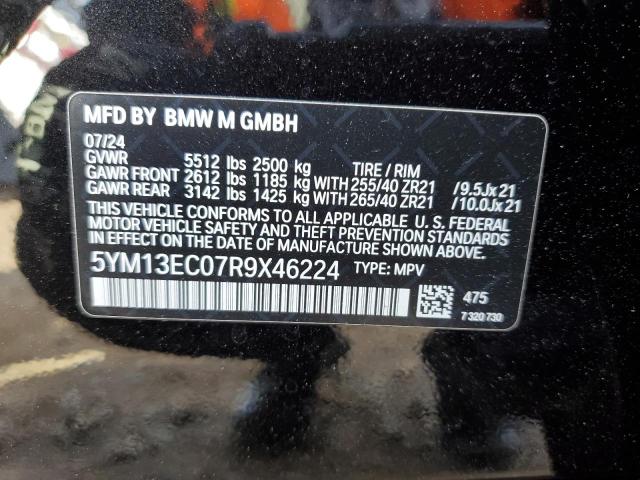 MFD BY BMW M GMBH
07/24
GVWR 5512 lbs 2500 kg TIRE / RIM
GAWR FRONT 2612 lbs 1185 kg WITH 255/40 ZR21 /9.5Jx21
GAWR REAR 3142 lbs 1425 kg WITH 265/40 ZR21 /10.0Jx21
THIS VEHICLE CONFORMS TO ALL APPLICABLE U.S. FEDERAL
MOTOR VEHICLE SAFETY AND THEFT PREVENTION STANDARDS
IN EFFECT ON THE DATE OF MANUFACTURE SHOWN ABOVE.
5YM13EC07R9X46224 TYPE: MPV
475
7 320 730